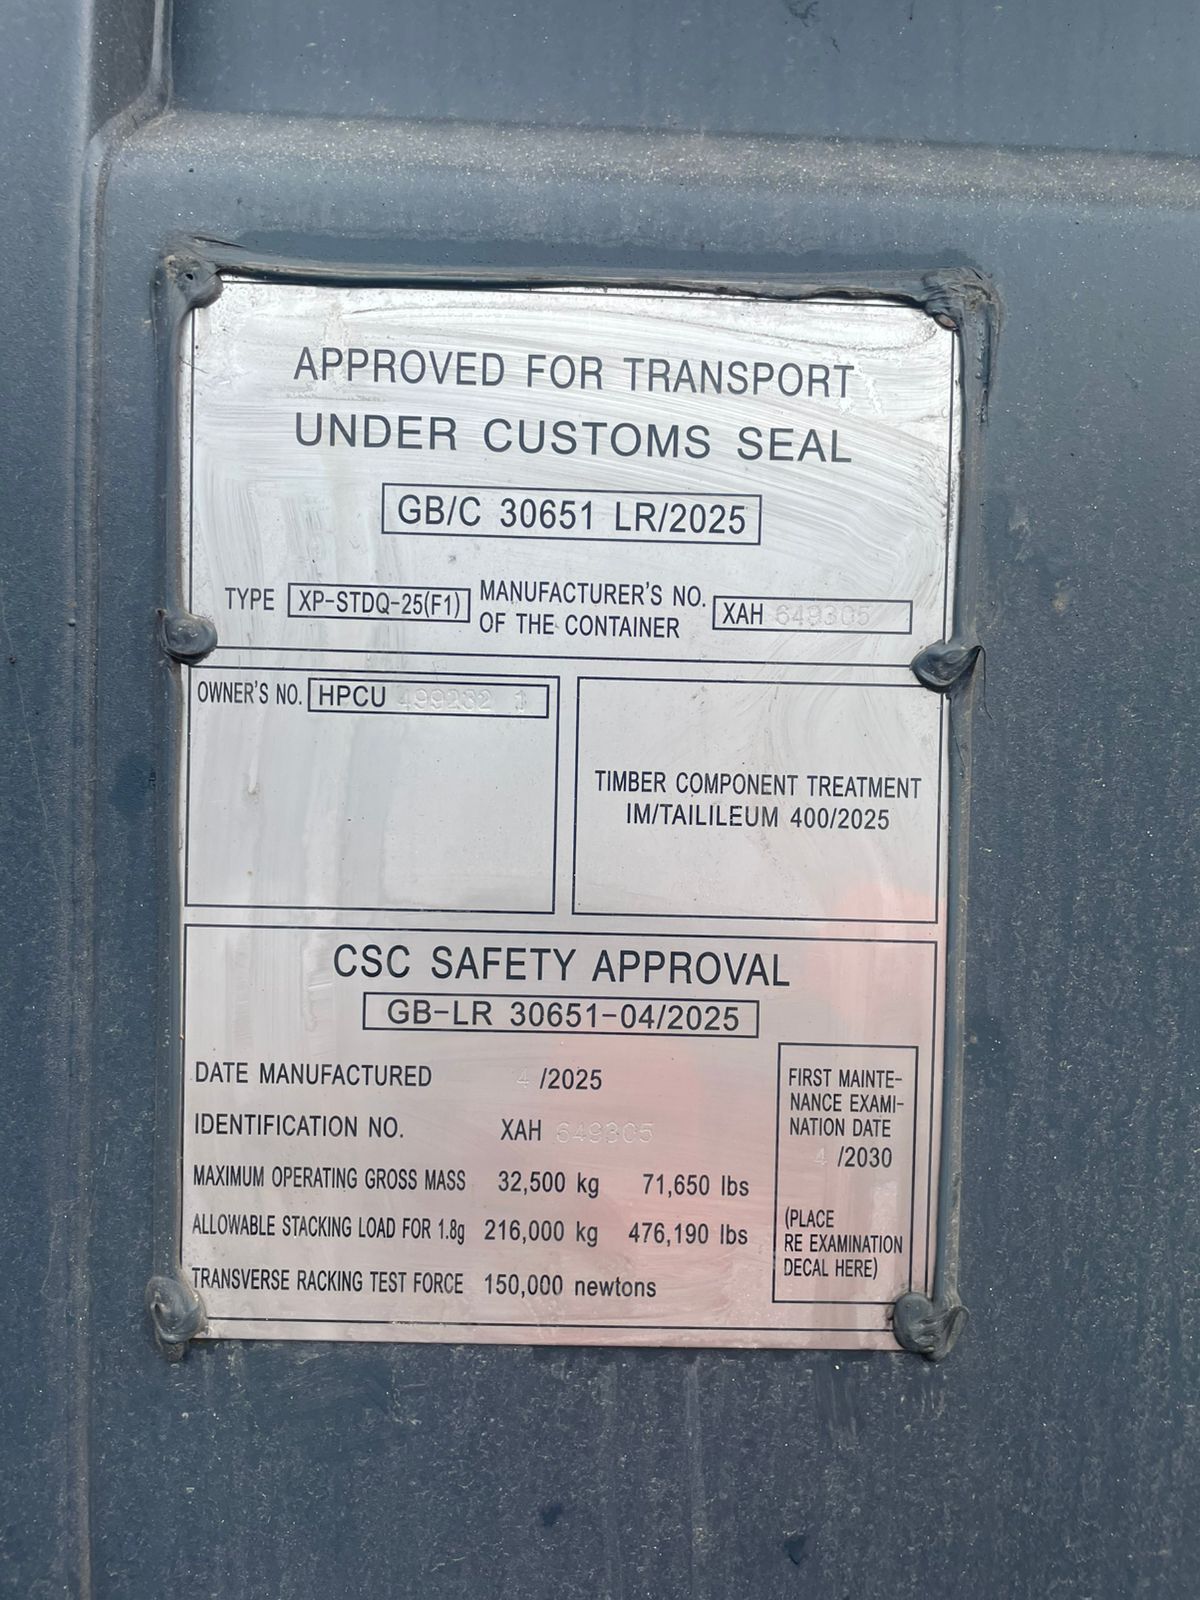 APPROVED FOR TRANSPORT
UNDER CUSTOMS SEAL
GB/C 30651 LR/2025
TYPE XP-STDQ-25(F1) MANUFACTURER'S NO. OF THE CONTAINER XAH 649305
OWNER'S NO. HPCU 499232 1
TIMBER COMPONENT TREATMENT
IM/TAILILEUM 400/2025
CSC SAFETY APPROVAL
GB-LR 30651-04/2025
DATE MANUFACTURED 4 /2025
IDENTIFICATION NO. XAH 649305
MAXIMUM OPERATING GROSS MASS 32,500 kg 71,650 lbs
ALLOWABLE STACKING LOAD FOR 1.8g 216,000 kg 476,190 lbs
TRANSVERSE RACKING TEST FORCE 150,000 newtons
FIRST MAINTE-
NANCE EXAMI-
NATION DATE
4 /2030
(PLACE
RE EXAMINATION
DECAL HERE)